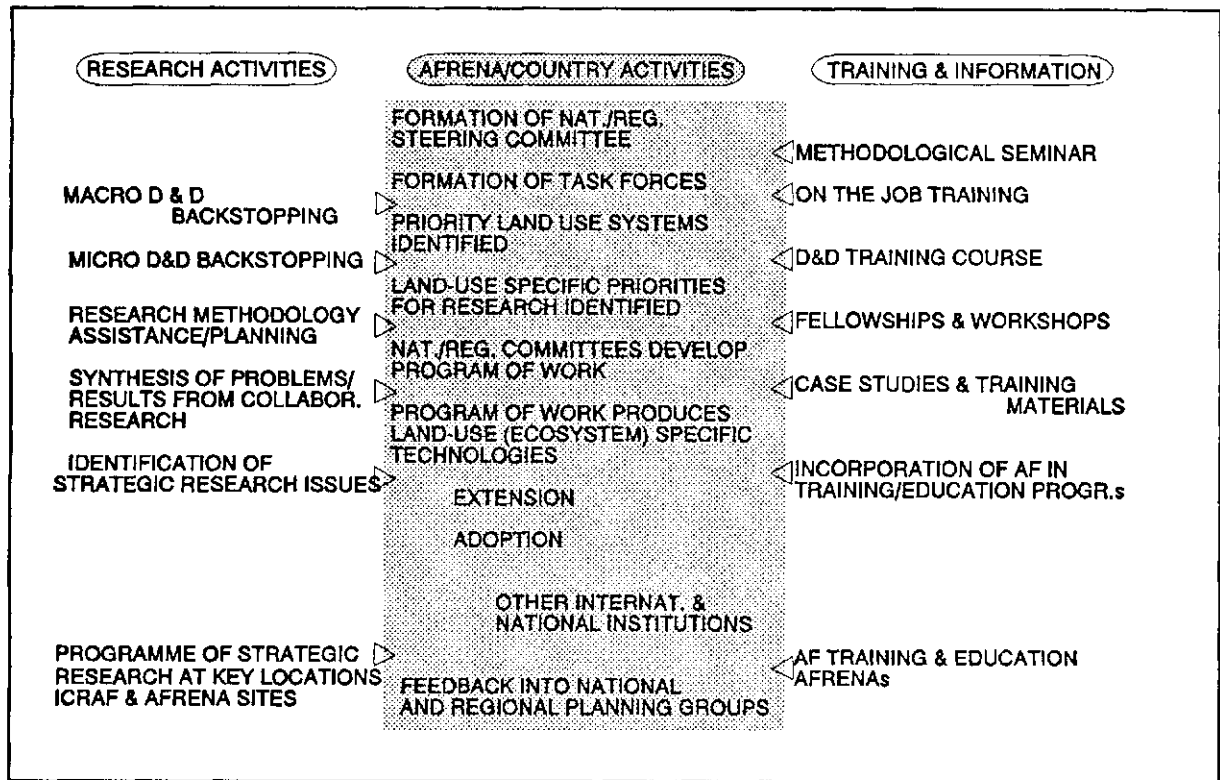 RESEARCH ACTIVITIES
AFRENA/COUNTRY ACTIVITIES
TRAINING & INFORMATION
MACRO D & D
BACKSTOPPING
MICRO D&D BACKSTOPPING
RESEARCH METHODOLOGY
ASSISTANCE/PLANNING
SYNTHESIS OF PROBLEMS/
RESULTS FROM COLLABOR.
RESEARCH
IDENTIFICATION OF
STRATEGIC RESEARCH ISSUES
PROGRAMME OF STRATEGIC
RESEARCH AT KEY LOCATIONS
ICRAF & AFRENA SITES
FORMATION OF NAT./REG.
STEERING COMMITTEE
FORMATION OF TASK FORCES
PRIORITY LAND USE SYSTEMS
IDENTIFIED
LAND-USE SPECIFIC PRIORITIES
FOR RESEARCH IDENTIFIED
NAT./REG. COMMITTEES DEVELOP
PROGRAM OF WORK
PROGRAM OF WORK PRODUCES
LAND-USE (ECOSYSTEM) SPECIFIC
TECHNOLOGIES
EXTENSION
ADOPTION
OTHER INTERNAT. &
NATIONAL INSTITUTIONS
FEEDBACK INTO NATIONAL
AND REGIONAL PLANNING GROUPS
METHODOLOGICAL SEMINAR
ON THE JOB TRAINING
D&D TRAINING COURSE
FELLOWSHIPS & WORKSHOPS
CASE STUDIES & TRAINING
MATERIALS
INCORPORATION OF AF IN
TRAINING/EDUCATION PROGR.s
AF TRAINING & EDUCATION
AFRENAs